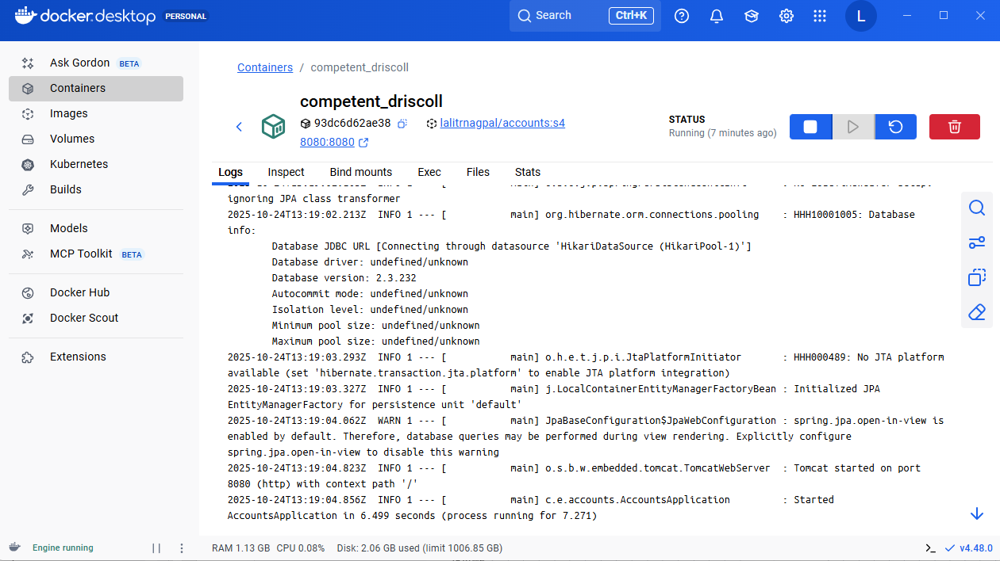 docker.desktop PERSONAL
Search Ctrl+K
L
Ask Gordon BETA
Containers
Images
Volumes
Kubernetes
Builds
Models
MCP Toolkit BETA
Docker Hub
Docker Scout
Extensions
Containers / competent_driscoll
competent_driscoll
93dc6d62ae38 lalitrnagpal/accounts:s4
8080:8080
STATUS
Running (7 minutes ago)
Logs Inspect Bind mounts Exec Files Stats
ignoring JPA class transformer
2025-10-24T13:19:02.213Z  INFO 1 --- [           main] org.hibernate.orm.connections.pooling    : HHH10001005: Database
info:
Database JDBC URL [Connecting through datasource 'HikariDataSource (HikariPool-1)']
Database driver: undefined/unknown
Database version: 2.3.232
Autocommit mode: undefined/unknown
Isolation level: undefined/unknown
Minimum pool size: undefined/unknown
Maximum pool size: undefined/unknown
2025-10-24T13:19:03.293Z  INFO 1 --- [           main] o.h.e.t.j.p.i.JtaPlatformInitiator       : HHH000489: No JTA platform
available (set 'hibernate.transaction.jta.platform' to enable JTA platform integration)
2025-10-24T13:19:03.327Z  INFO 1 --- [           main] j.LocalContainerEntityManagerFactoryBean : Initialized JPA
EntityManagerFactory for persistence unit 'default'
2025-10-24T13:19:04.062Z  WARN 1 --- [           main] JpaBaseConfiguration$JpaWebConfiguration : spring.jpa.open-in-view is
enabled by default. Therefore, database queries may be performed during view rendering. Explicitly configure
spring.jpa.open-in-view to disable this warning
2025-10-24T13:19:04.823Z  INFO 1 --- [           main] o.s.b.w.embedded.tomcat.TomcatWebServer  : Tomcat started on port
8080 (http) with context path '/'
2025-10-24T13:19:04.856Z  INFO 1 --- [           main] c.e.accounts.AccountsApplication         : Started
AccountsApplication in 6.499 seconds (process running for 7.271)
Engine running
RAM 1.13 GB CPU 0.08% Disk: 2.06 GB used (limit 1006.85 GB)
v4.48.0